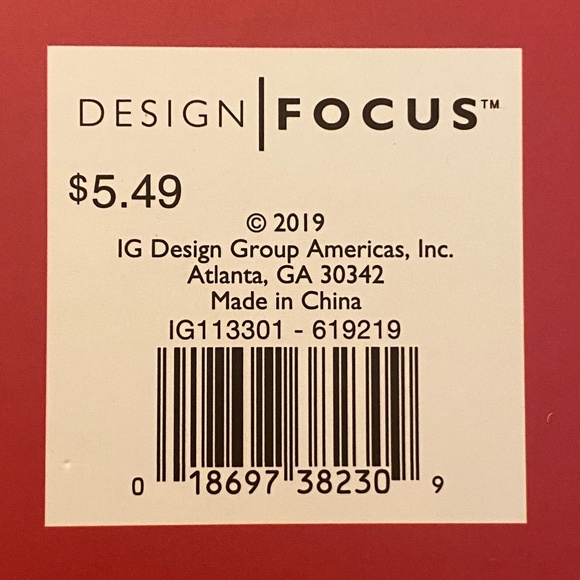 DESIGN | FOCUS™
$5.49
© 2019
IG Design Group Americas, Inc.
Atlanta, GA 30342
Made in China
IG113301 - 619219
0 18697 38230 9